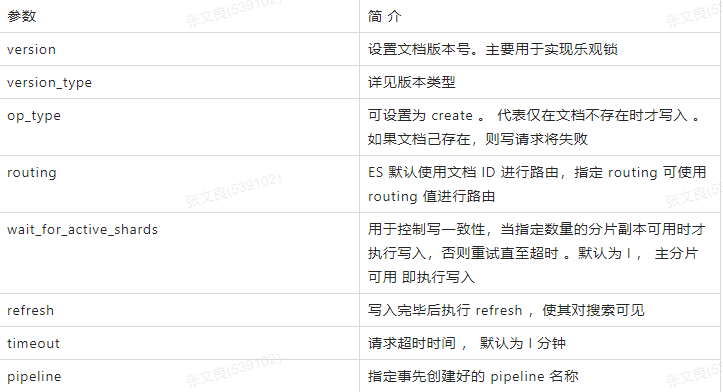 参数 简 介
version 设置文档版本号。主要用于实现乐观锁
version_type 详见版本类型
op_type 可设置为 create 。 代表仅在文档不存在时才写入 。
如果文档己存在，则写请求将失败
routing ES 默认使用文档 ID 进行路由，指定 routing 可使用
routing 值进行路由
wait_for_active_shards 用于控制写一致性，当指定数量的分片副本可用时才
执行写入，否则重试直至超时 。默认为 l ， 主分片
可用 即执行写入
refresh 写入完毕后执行 refresh ，使其对搜索可见
timeout 请求超时时间 ， 默认为 l 分钟
pipeline 指定事先创建好的 pipeline 名称
张文良(539102)
张文良(539102)
张文良(539102)